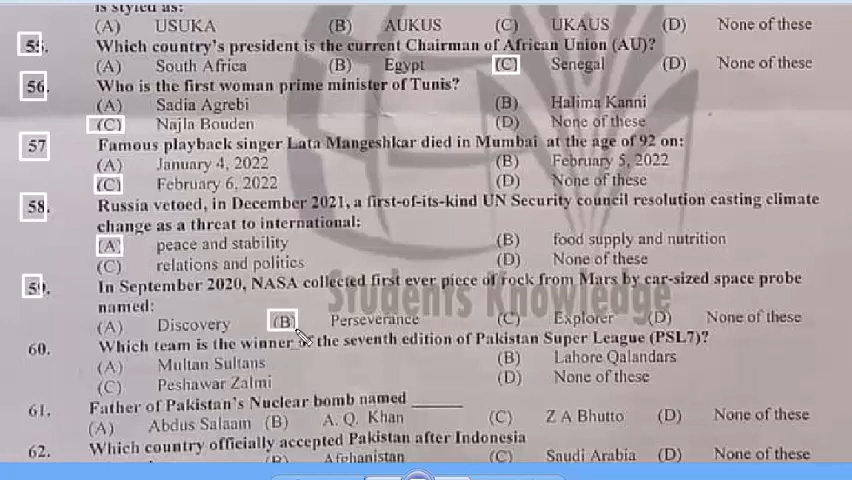 is styled as:
(A) USUKA (B) AUKUS (C) UKAUS (D) None of these
55. Which country's president is the current Chairman of African Union (AU)?
(A) South Africa (B) Egypt (C) Senegal (D) None of these
56. Who is the first woman prime minister of Tunis?
(A) Sadia Agrebi (B) Halima Kanni
(C) Najla Bouden (D) None of these
57 Famous playback singer Lata Mangeshkar died in Mumbai at the age of 92 on:
(A) January 4, 2022 (B) February 5, 2022
(C) February 6, 2022 (D) None of these
58. Russia vetoed, in December 2021, a first-of-its-kind UN Security council resolution casting climate
change as a threat to international:
(A) peace and stability (B) food supply and nutrition
(C) relations and politics (D) None of these
59. In September 2020, NASA collected first ever piece of rock from Mars by car-sized space probe
named:
(A) Discovery (B) Perseverance (C) Explorer (D) None of these
60. Which team is the winner of the seventh edition of Pakistan Super League (PSL7)?
(A) Multan Sultans (B) Lahore Qalandars
(C) Peshawar Zalmi (D) None of these
61. Father of Pakistan's Nuclear bomb named ______
(A) Abdus Salaam (B) A. Q. Khan (C) Z A Bhutto (D) None of these
62. Which country officially accepted Pakistan after Indonesia
(B) Afghanistan (C) Saudi Arabia (D) None of these
Students Knowledge